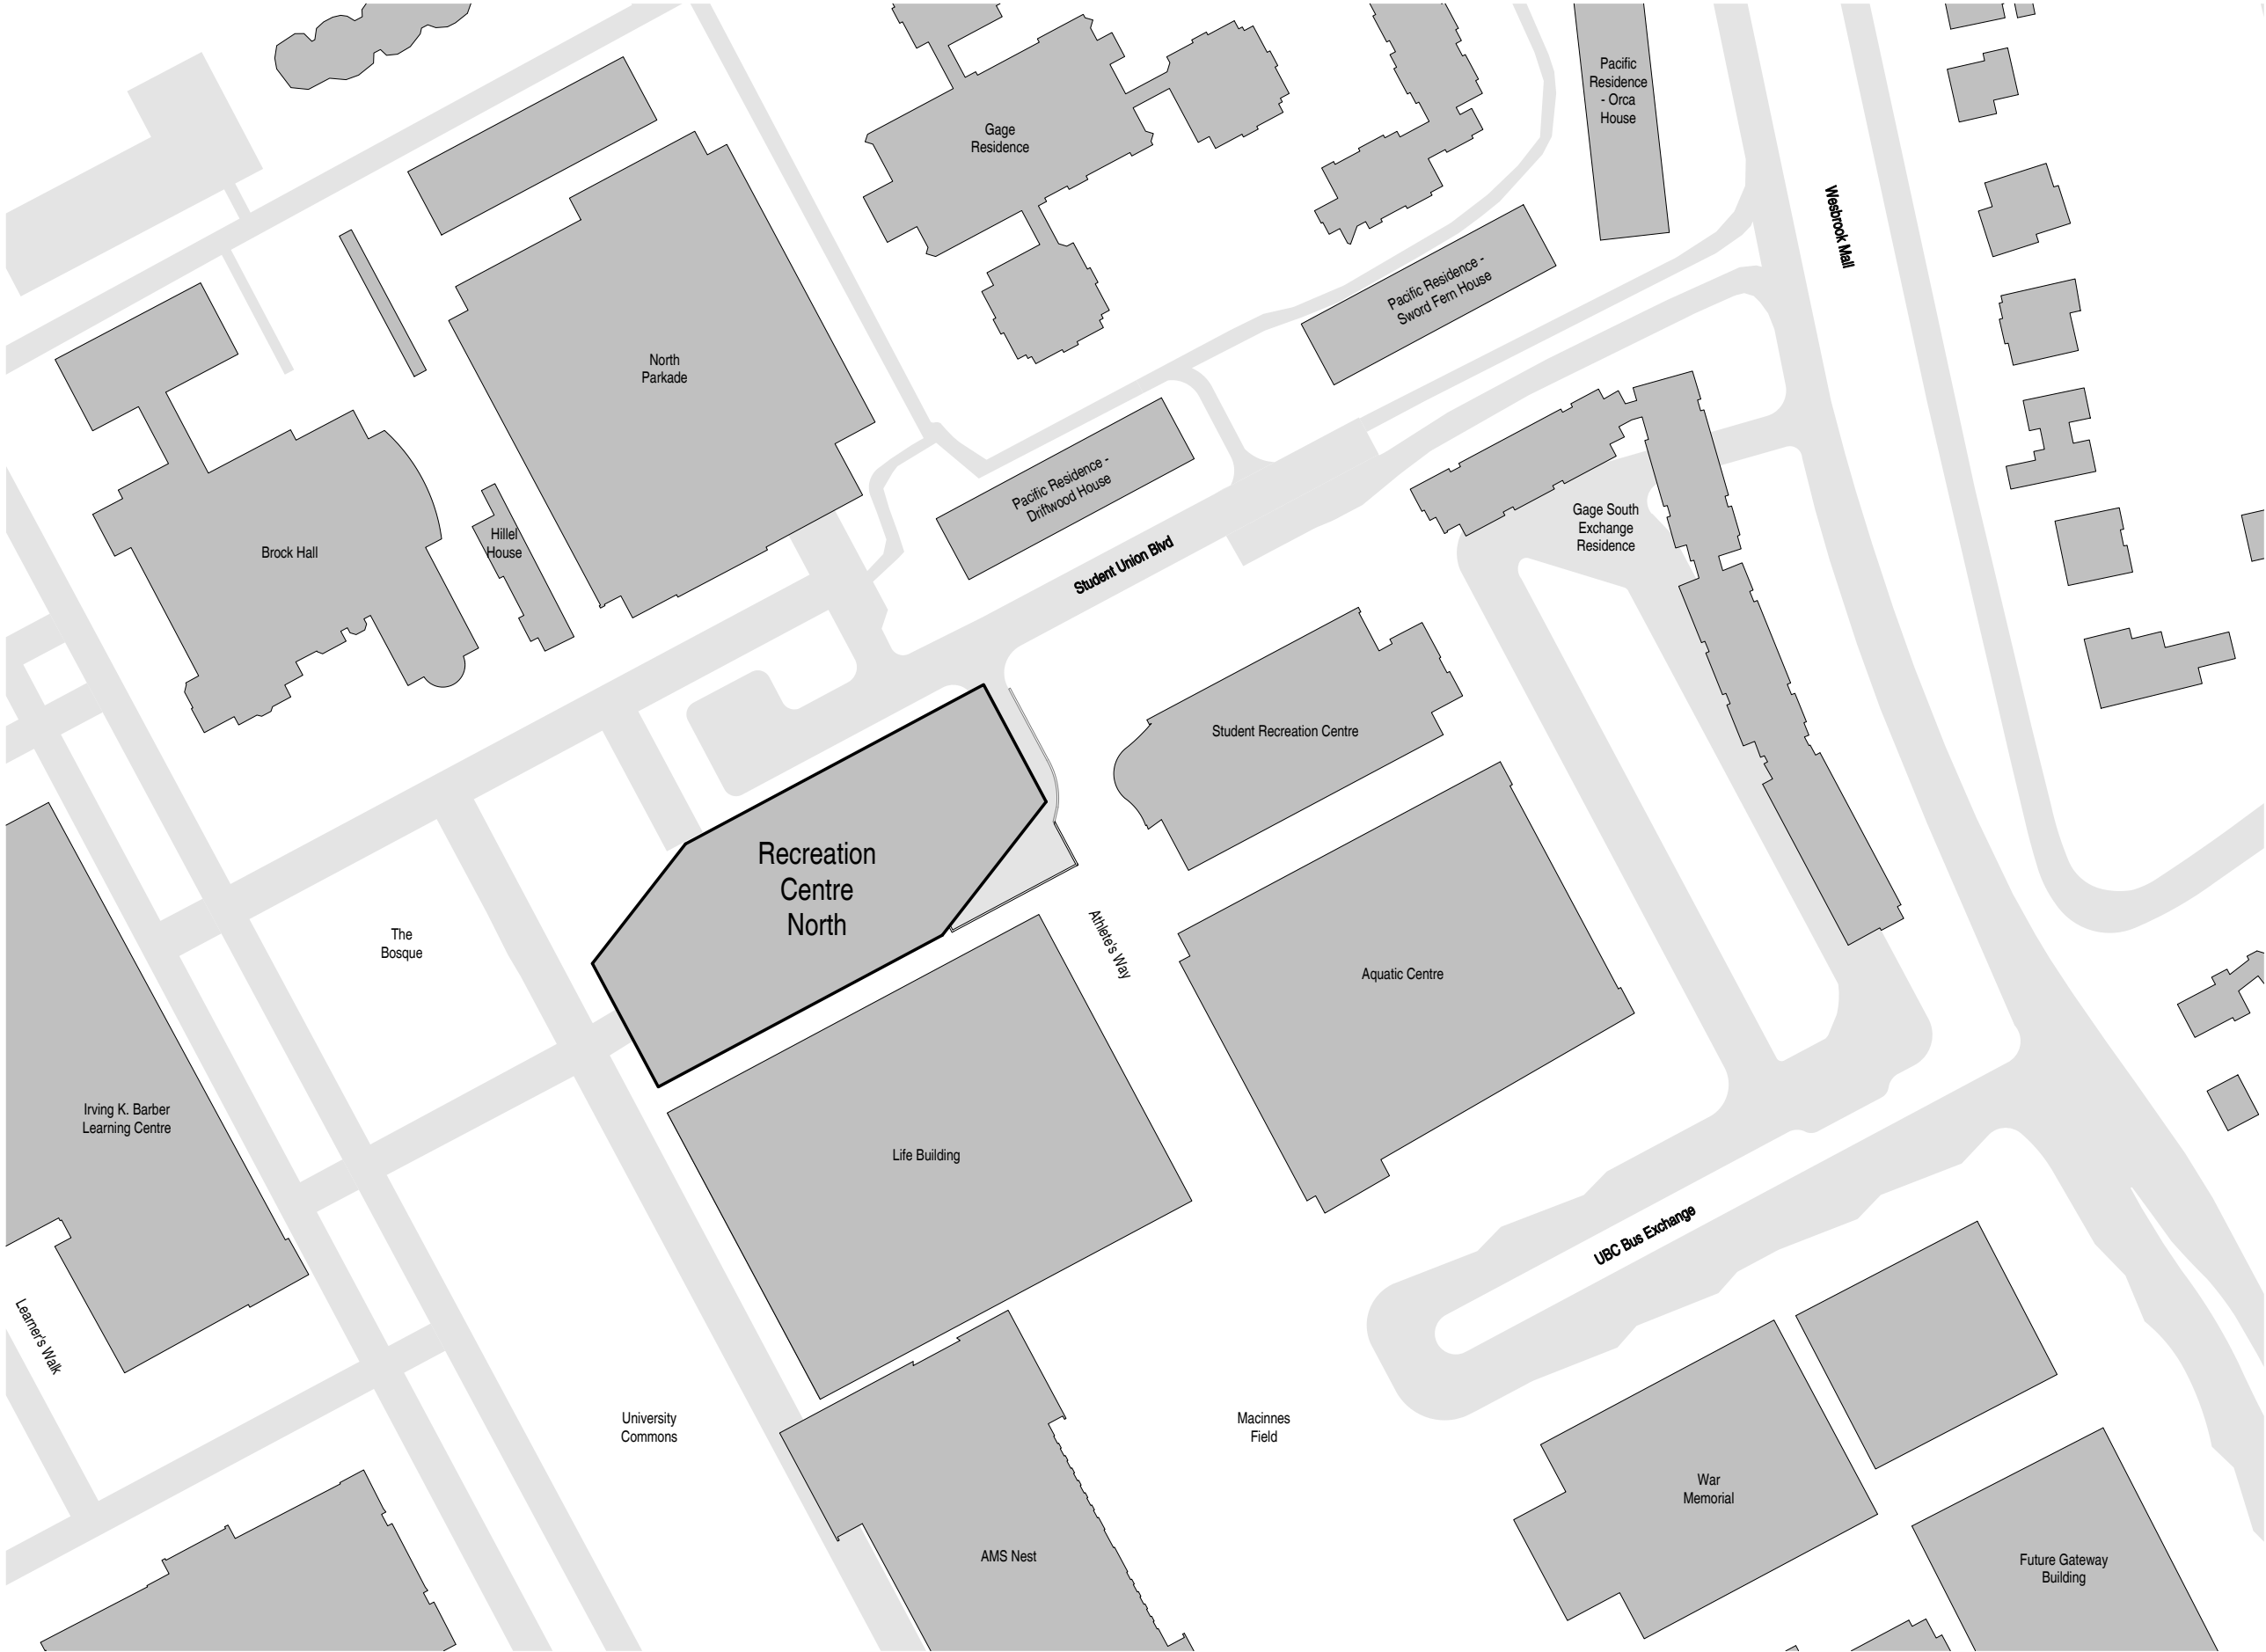 Pacific
Residence
- Orca
House
Gage
Residence
Wesbrook Mall
Pacific Residence -
Sword Fern House
North
Parkade
Pacific Residence -
Driftwood House
Hillel
House
Brock Hall
Gage South
Exchange
Residence
Student Union Blvd
Student Recreation Centre
Recreation
Centre
North
The
Bosque
Athlete's Way
Aquatic Centre
Irving K. Barber
Learning Centre
Life Building
UBC Bus Exchange
Learner's Walk
University
Commons
Macinnes
Field
War
Memorial
AMS Nest
Future Gateway
Building